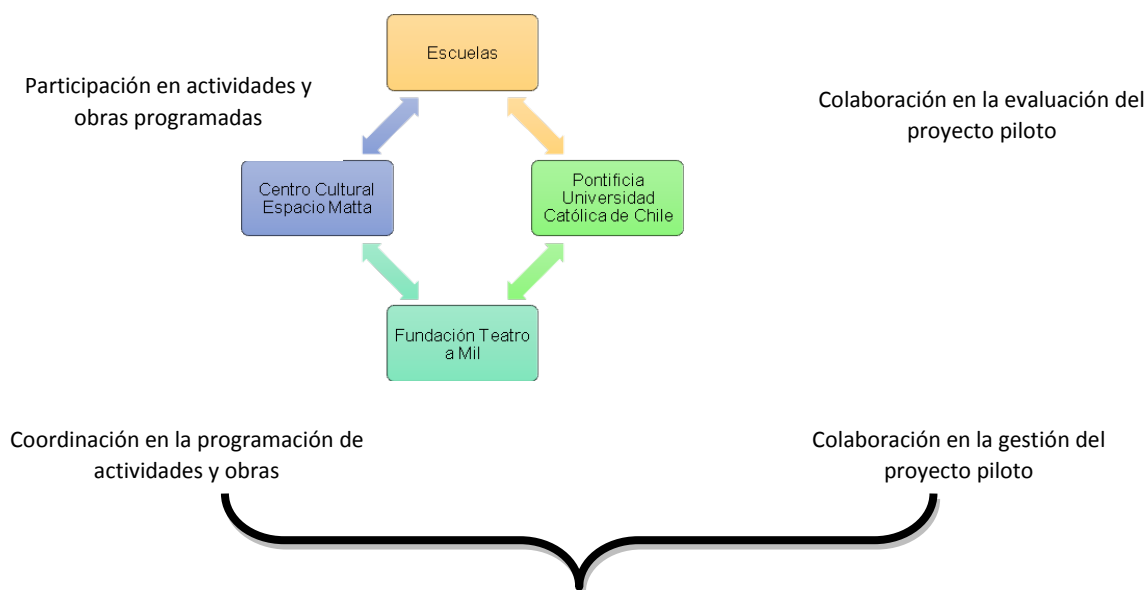 Escuelas
Participación en actividades y
obras programadas
Colaboración en la evaluación del
proyecto piloto
Centro Cultural
Espacio Matta
Pontificia
Universidad
Católica de Chile
Fundación Teatro
a Mil
Coordinación en la programación de
actividades y obras
Colaboración en la gestión del
proyecto piloto